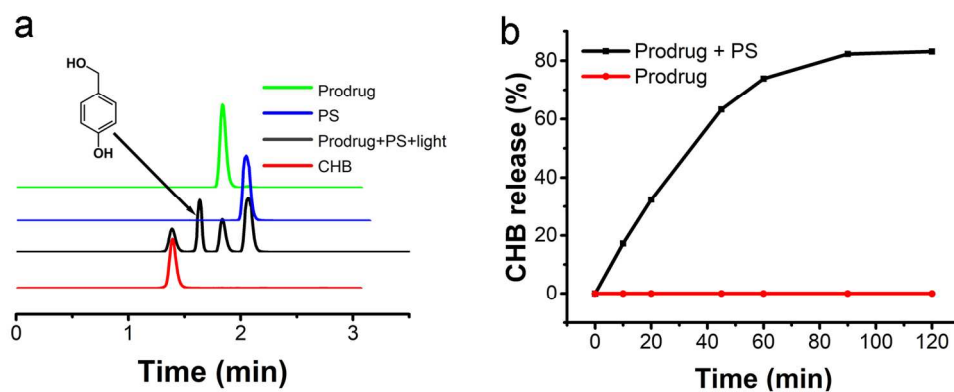 a
HO
OH
Prodrug
PS
Prodrug+PS+light
CHB
0
1
2
3
Time (min)
b
Prodrug + PS
Prodrug
CHB release (%)
80
60
40
20
0
0
20
40
60
80
100
120
Time (min)